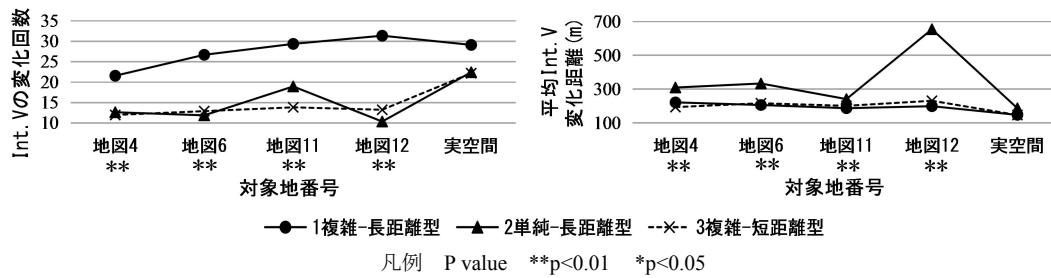 Int.Vの変化回数
35
30
25
20
15
10
地図4 地図6 地図11 地図12 実空間
** ** ** **
対象地番号
平均Int.V
変化距離(m)
700
500
300
100
地図4 地図6 地図11 地図12 実空間
** ** ** **
対象地番号
1複雑-長距離型 2単純-長距離型 3複雑-短距離型
凡例 P value **p<0.01 *p<0.05